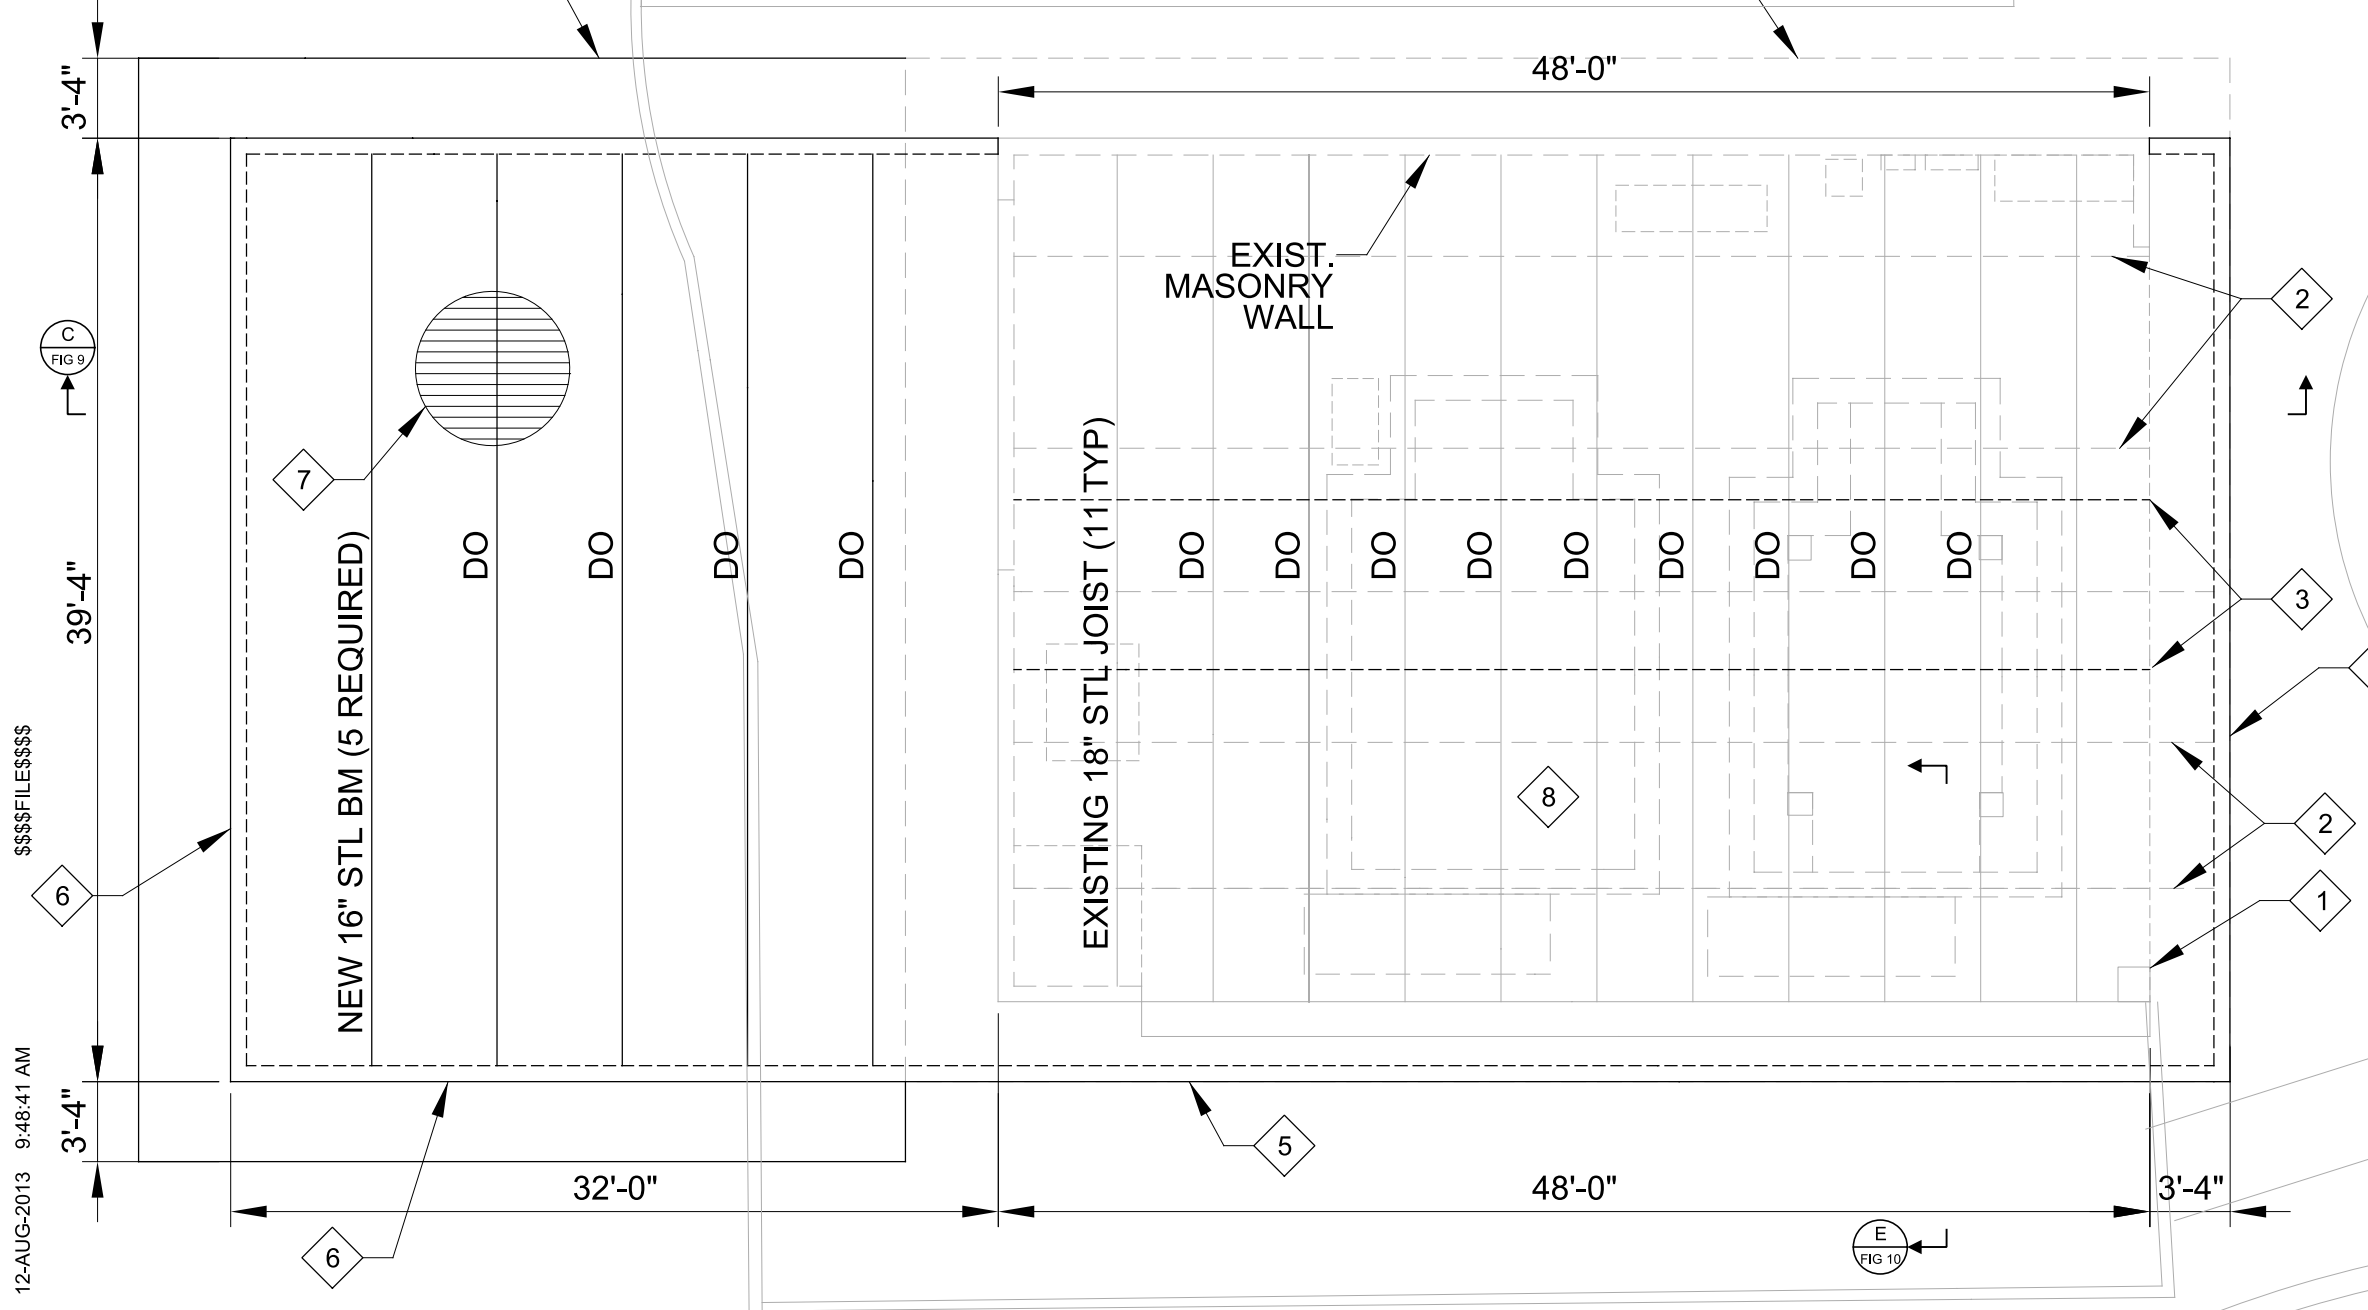 48'-0"
3'-4"
EXIST.
MASONRY
WALL
2
C
FIG 9
7
NEW 16" STL BM (5 REQUIRED)
DO
DO
DO
DO
EXISTING 18" STL JOIST (11 TYP)
DO
DO
DO
DO
DO
DO
DO
DO
DO
39'-4"
3
8
2
6
1
$$$$FILE$$$$
12-AUG-2013 9:48:41 AM
3'-4"
5
32'-0"
48'-0"
3'-4"
6
E
FIG 10